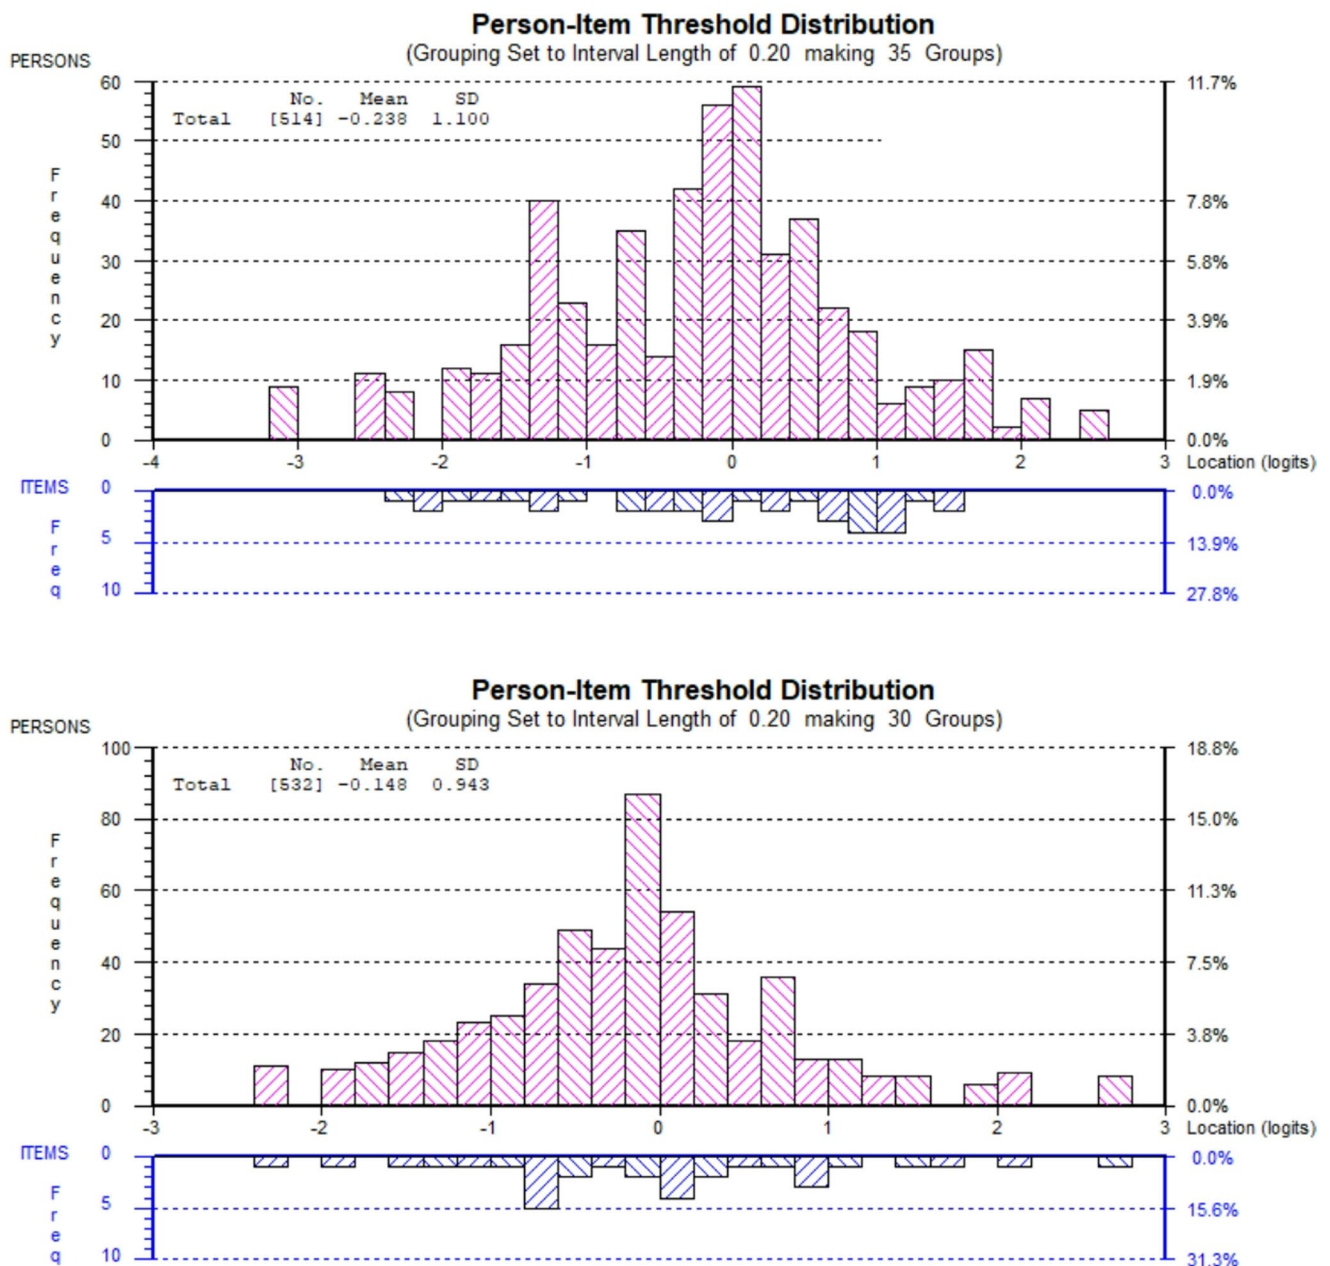 Person-Item Threshold Distribution
(Grouping Set to Interval Length of 0.20 making 35 Groups)
PERSONS
No. Mean SD
Total [514] -0.238 1.100
Frequency
60
50
40
30
20
10
0
11.7%
7.8%
5.8%
3.9%
1.9%
0.0%
-4 -3 -2 -1 0 1 2 3 Location (logits)
ITEMS
Freq
0
5
10
0.0%
13.9%
27.8%
Person-Item Threshold Distribution
(Grouping Set to Interval Length of 0.20 making 30 Groups)
PERSONS
No. Mean SD
Total [532] -0.148 0.943
Frequency
100
80
60
40
20
0
18.8%
15.0%
11.3%
7.5%
3.8%
0.0%
-3 -2 -1 0 1 2 3 Location (logits)
ITEMS
Freq
0
5
10
0.0%
15.6%
31.3%